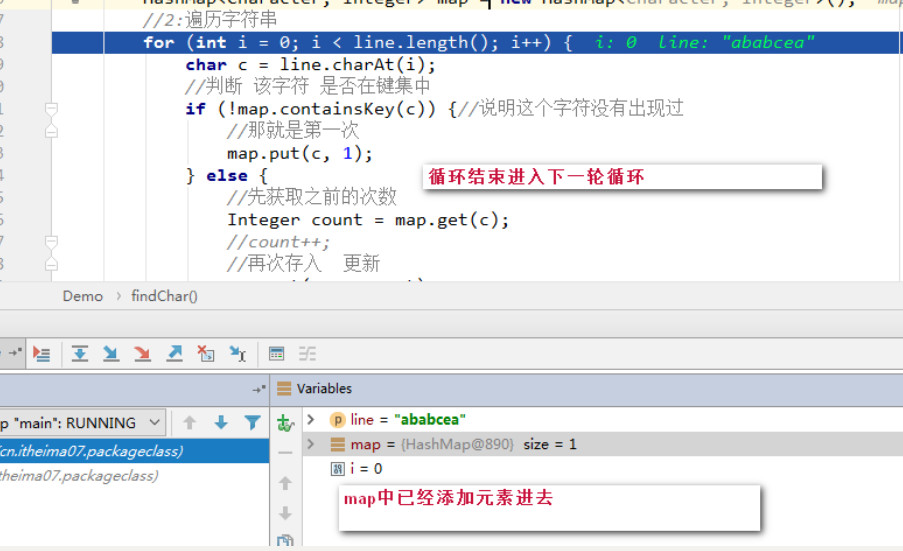 HashMap<Character, Integer> map = new HashMap<Character, Integer>();
//2:遍历字符串
for (int i = 0; i < line.length(); i++) {  i: 0  line: "ababcea"
char c = line.charAt(i);
//判断 该字符 是否在键集中
if (!map.containsKey(c)) {//说明这个字符没有出现过
//那就是第一次
map.put(c, 1);
} else {
循环结束进入下一轮循环
//先获取之前的次数
Integer count = map.get(c);
//count++;
//再次存入  更新
Demo > findChar()
Variables
p "main": RUNNING
line = "ababcea"
cn.itheima07.packageclass)
map = {HashMap@890} size = 1
theima07.packageclass)
i = 0
map中已经添加元素进去